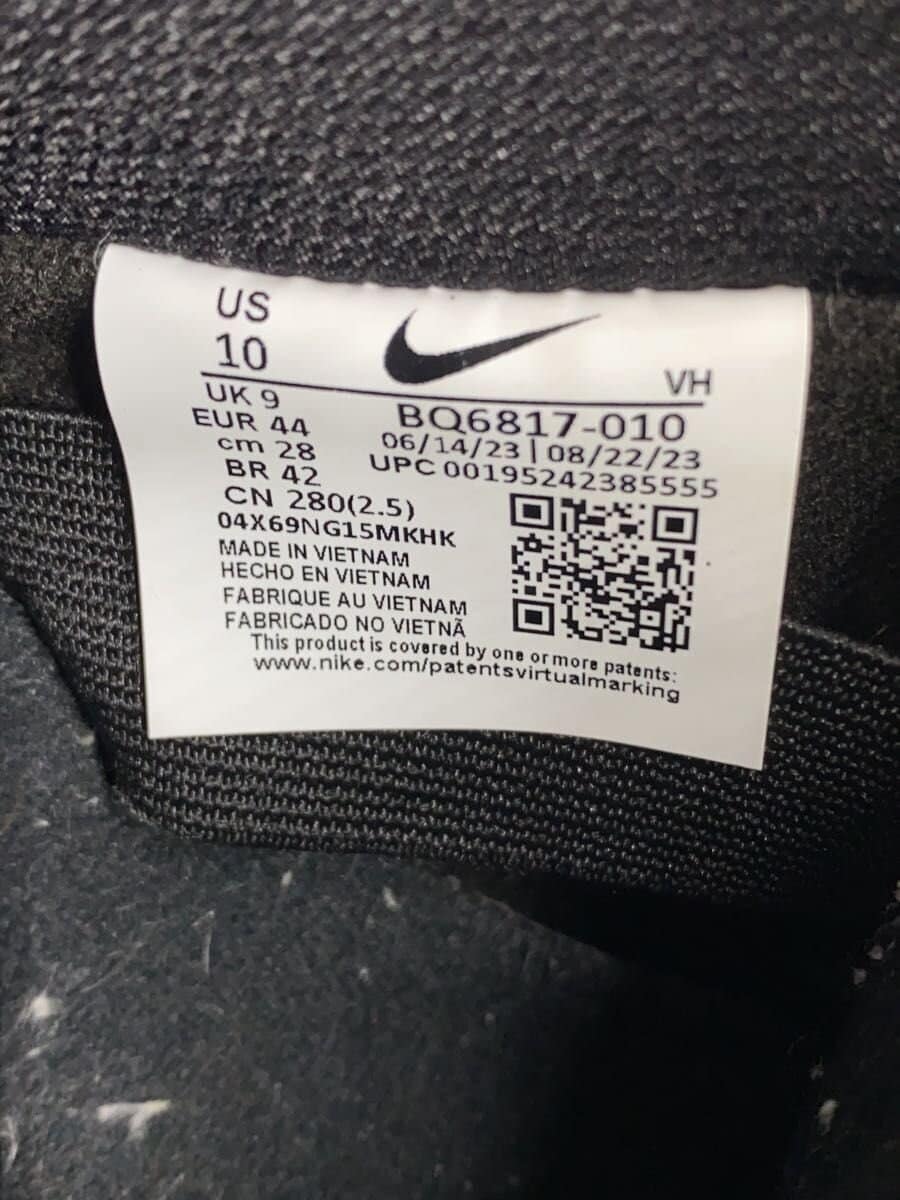 US
10
VH
UK 9
EUR 44
cm 28
BR 42
CN 280(2.5)
BQ6817-010
06/14/23 | 08/22/23
UPC 00195242385555
04X69NG15MKHK
MADE IN VIETNAM
HECHO EN VIETNAM
FABRIQUE AU VIETNAM
FABRICADO NO VIETNÃ
This product is covered by one or more patents:
www.nike.com/patentsvirtualmarking